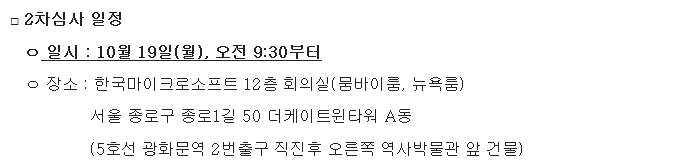 □ 2차심사 일정
ㅇ 일시 : 10월 19일(월), 오전 9:30부터
ㅇ 장소 : 한국마이크로소프트 12층 회의실(뭄바이룸, 뉴욕룸)
서울 종로구 종로1길 50 더케이트윈타워 A동
(5호선 광화문역 2번출구 직진후 오른쪽 역사박물관 앞 건물)